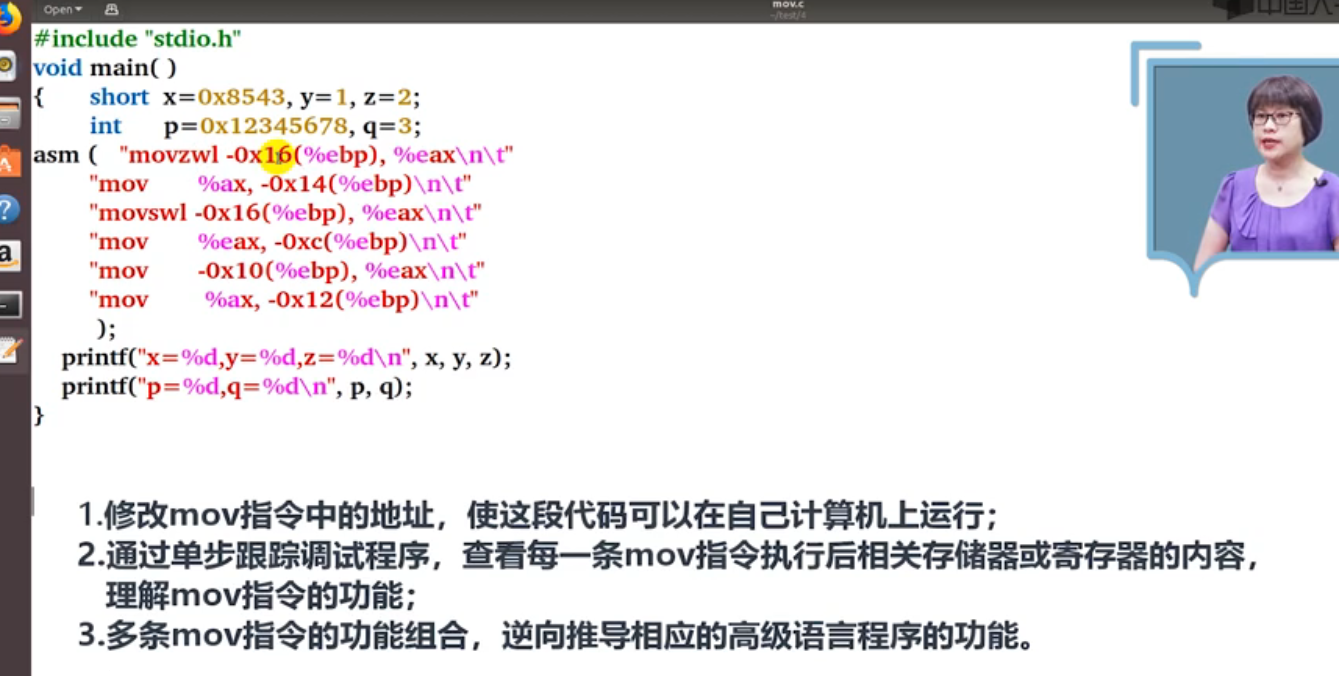 Open
mov.c
~/test/4
#include "stdio.h"
void main( )
{ short x=0x8543, y=1, z=2;
int p=0x12345678, q=3;
asm ( "movzwl -0x16(%ebp), %eax\n\t"
"mov %ax, -0x14(%ebp)\n\t"
"movswl -0x16(%ebp), %eax\n\t"
"mov %eax, -0xc(%ebp)\n\t"
"mov -0x10(%ebp), %eax\n\t"
"mov %ax, -0x12(%ebp)\n\t"
);
printf("x=%d,y=%d,z=%d\n", x, y, z);
printf("p=%d,q=%d\n", p, q);
}
1.修改mov指令中的地址，使这段代码可以在自己计算机上运行；
2.通过单步跟踪调试程序，查看每一条mov指令执行后相关存储器或寄存器的内容，
理解mov指令的功能；
3.多条mov指令的功能组合，逆向推导相应的高级语言程序的功能。